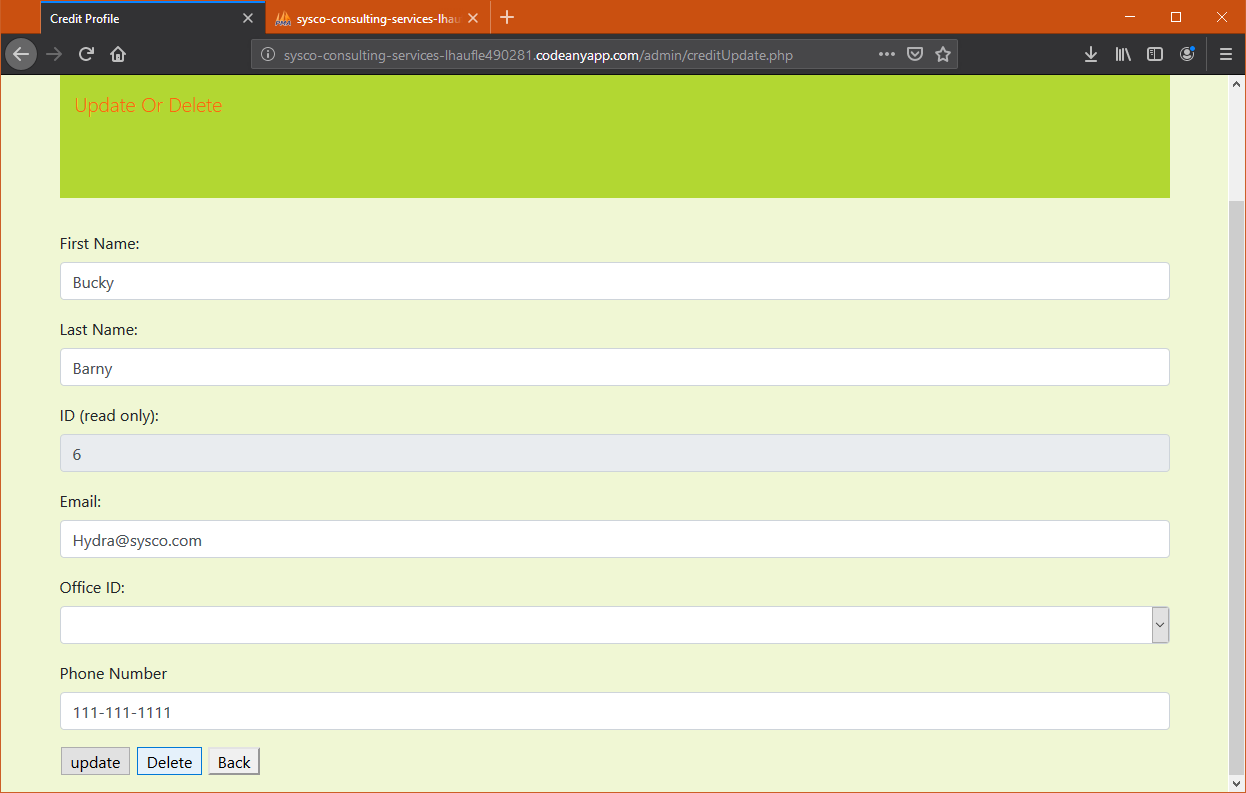 Credit Profile
sysco-consulting-services-lhauf
sysco-consulting-services-lhaufle490281.codeanyapp.com/admin/creditUpdate.php
Update Or Delete
First Name:
Bucky
Last Name:
Barny
ID (read only):
6
Email:
Hydra@sysco.com
Office ID:
Phone Number
111-111-1111
update Delete Back